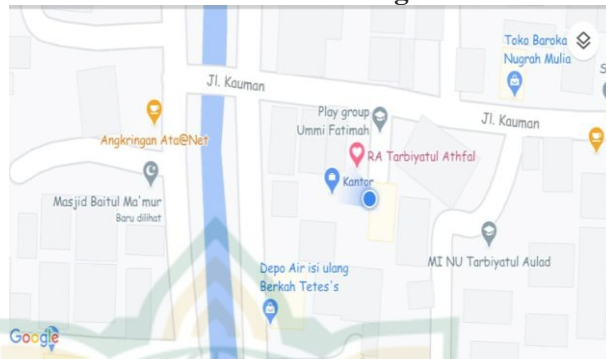 Toko Baroka
Nugrah Mulia
Jl. Kauman
Play group
Ummi Fatimah
Jl. Kauman
Angkringan Ata@Net
RA Tarbiyatul Athfal
Kantor
Masjid Baitul Ma'mur
Baru dilihat
MI NU Tarbiyatul Aulad
Depo Air isi ulang
Berkah Tetes's
Google